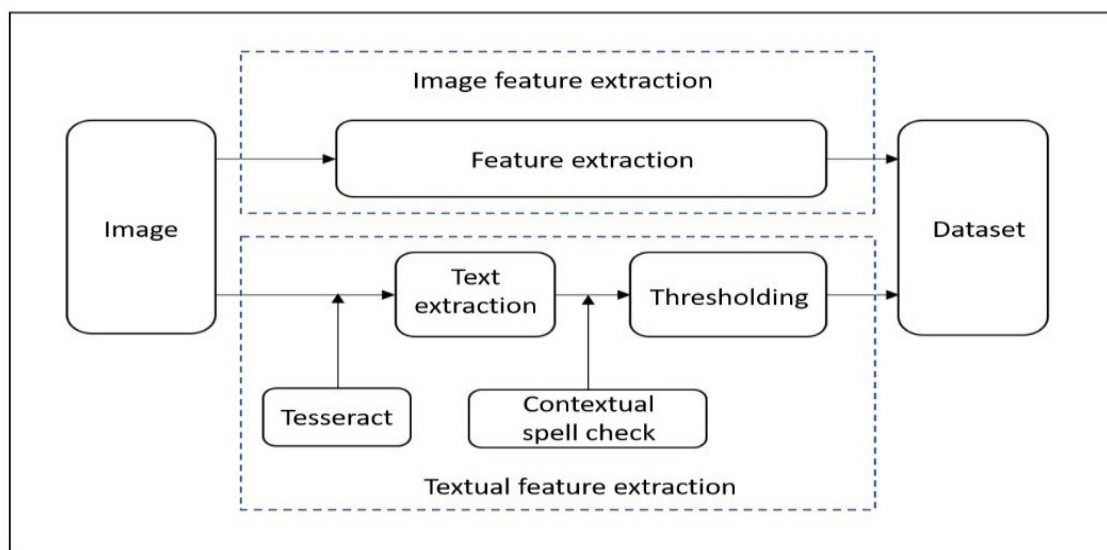 Image feature extraction
Feature extraction
Image
Dataset
Text
extraction
Thresholding
Tesseract
Contextual
spell check
Textual feature extraction